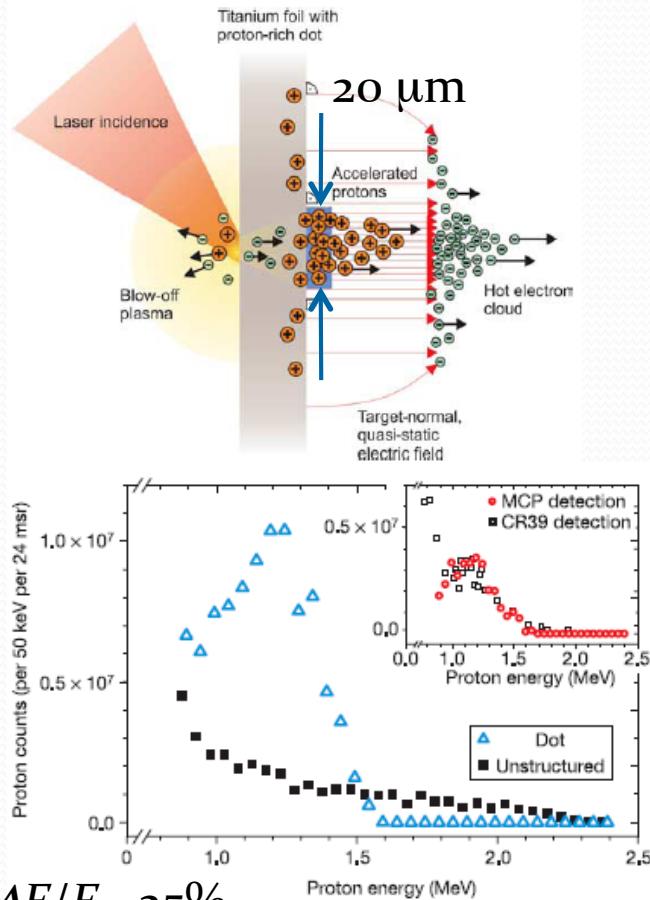 Titanium foil with
proton-rich dot
20 µm
Laser incidence
Accelerated
protons
Blow-off
plasma
Hot electron
cloud
Target-normal,
quasi-static
electric field
Proton counts (per 50 keV per 24 msr)
1.0 × 10⁷
0.5 × 10⁷
0.0
0 1.0 1.5 2.0 2.5
Proton energy (MeV)
0.5 × 10⁷
0.0
MCP detection
CR39 detection
0.0 1.0 1.5 2.0 2.5
Proton energy (MeV)
Dot
Unstructured